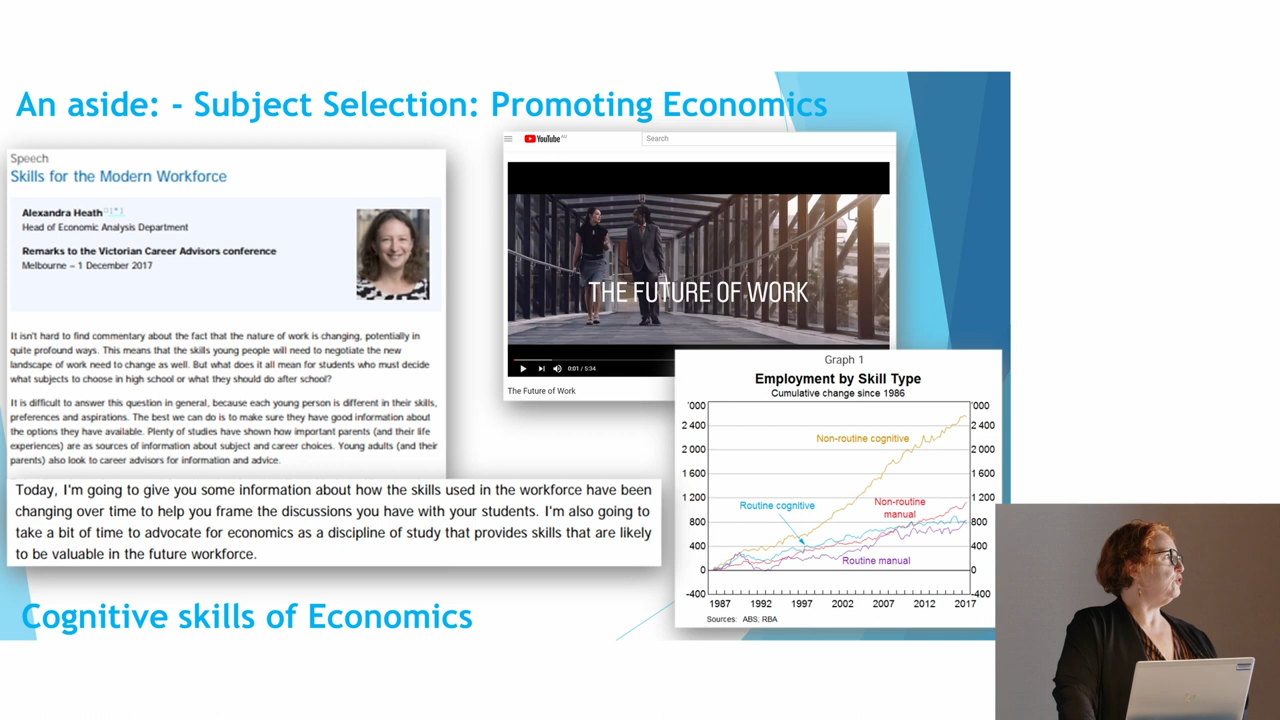 An aside: - Subject Selection: Promoting Economics
Speech
Skills for the Modern Workforce
Alexandra Heath
Head of Economic Analysis Department
Remarks to the Victorian Career Advisors conference
Melbourne – 1 December 2017
It isn't hard to find commentary about the fact that the nature of work is changing, potentially in
quite profound ways. This means that the skills young people will need to negotiate the new
landscape of work need to change as well. But what does it all mean for students who must decide
what subjects to choose in high school or what they should do after school?
It is difficult to answer this question in general, because each young person is different in their skills,
preferences and aspirations. The best we can do is to make sure they have good information about
the options they have available. Plenty of studies have shown how important parents (and their life
experiences) are as sources of information about subject and career choices. Young adults (and their
parents) also look to career advisors for information and advice.
Today, I'm going to give you some information about how the skills used in the workforce have been
changing over time to help you frame the discussions you have with your students. I'm also going to
take a bit of time to advocate for economics as a discipline of study that provides skills that are likely
to be valuable in the future workforce.
Cognitive skills of Economics
YouTube AU
Search
THE FUTURE OF WORK
0:01 / 5:34
The Future of Work
Graph 1
Employment by Skill Type
Cumulative change since 1986
'000 '000
2 400 2 400
2 000 2 000
1 600 1 600
1 200 1 200
800 800
400 400
0 0
-400 -400
Non-routine cognitive
Routine cognitive
Non-routine
manual
Routine manual
1987 1992 1997 2002 2007 2012 2017
Sources: ABS; RBA